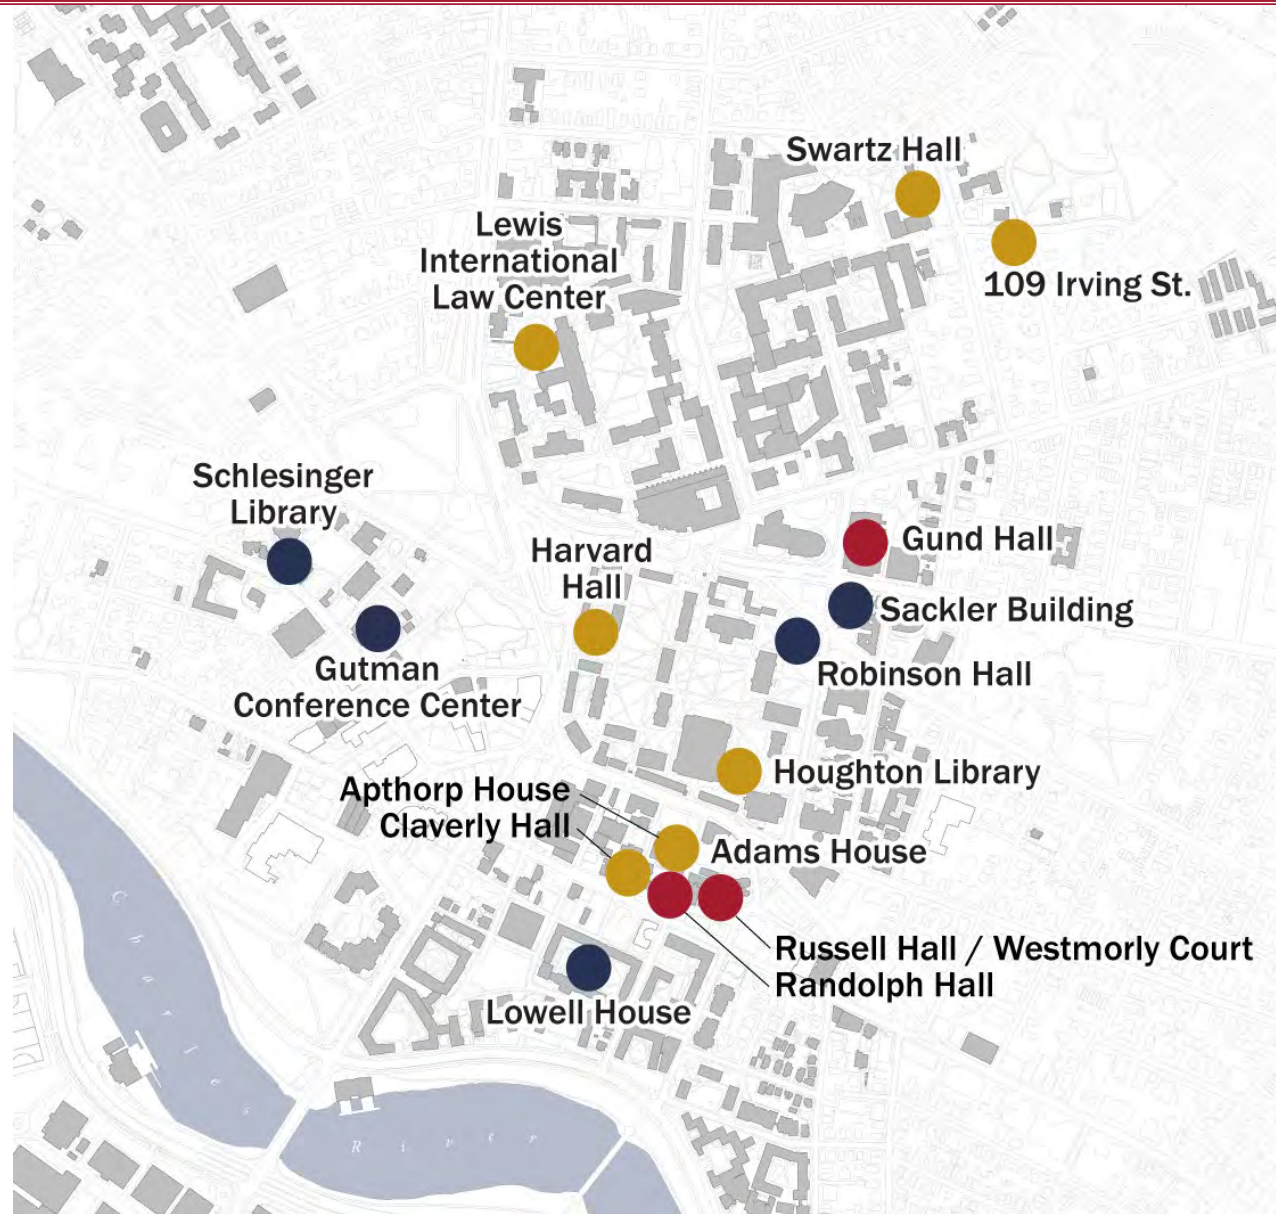 Swartz Hall
Lewis
International
Law Center
109 Irving St.
Schlesinger
Library
Gund Hall
Harvard
Hall
Sackler Building
Gutman
Conference Center
Robinson Hall
Houghton Library
Apthorp House
Claverly Hall
Adams House
Russell Hall / Westmorly Court
Randolph Hall
Lowell House
Charles
River